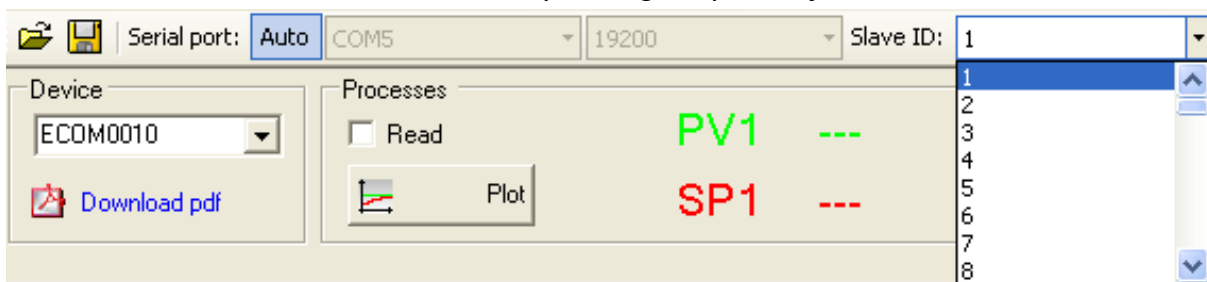 Serial port: Auto COM5 19200 Slave ID: 1
Device
ECOM0010
Download pdf
Processes
Read
Plot
PV1 ---
SP1 ---
1
2
3
4
5
6
7
8